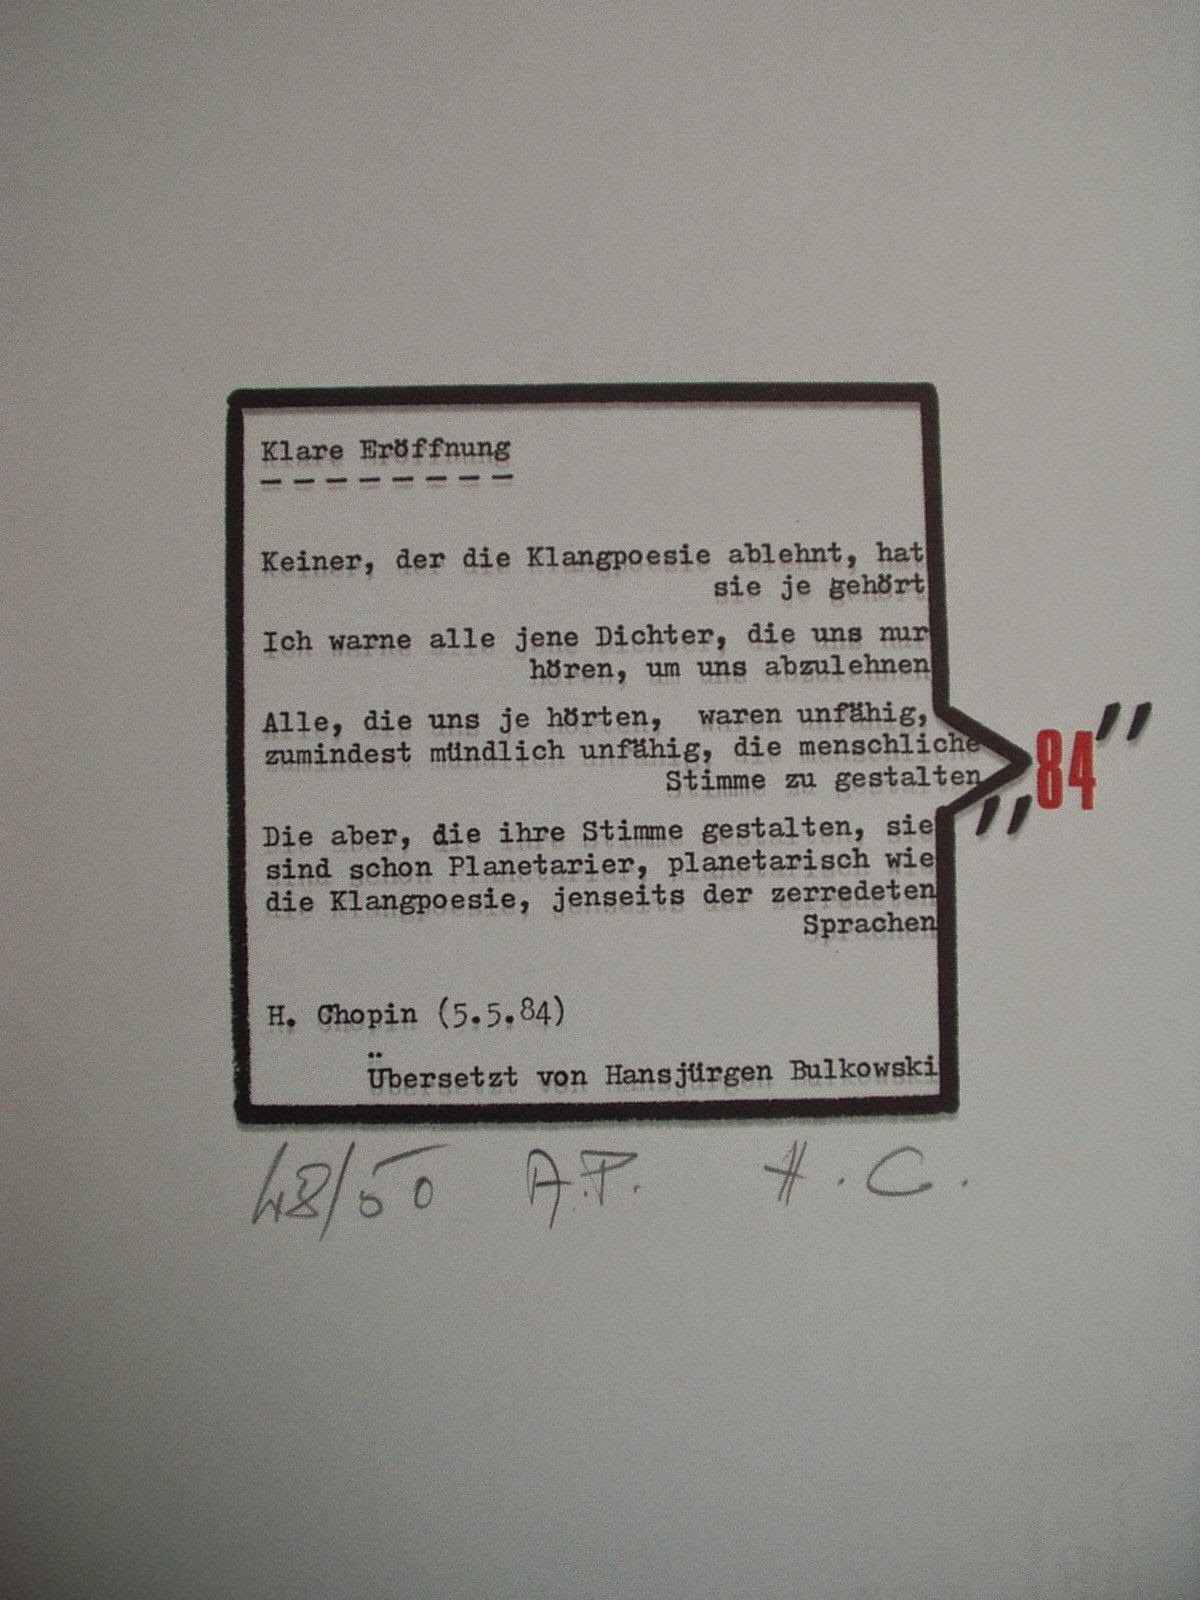 Klare Eröffnung
Keiner, der die Klangpoesie ablehnt, hat
sie je gehört
Ich warne alle jene Dichter, die uns nur
hören, um uns abzulehnen
Alle, die uns je hörten, waren unfähig,
zumindest mündlich unfähig, die menschliche
Stimme zu gestalten
„84”
Die aber, die ihre Stimme gestalten, sie
sind schon Planetarier, planetarisch wie
die Klangpoesie, jenseits der zerredeten
Sprachen
H. Chopin (5.5.84)
Übersetzt von Hansjürgen Bulkowski
48/50 A.P. H.C.